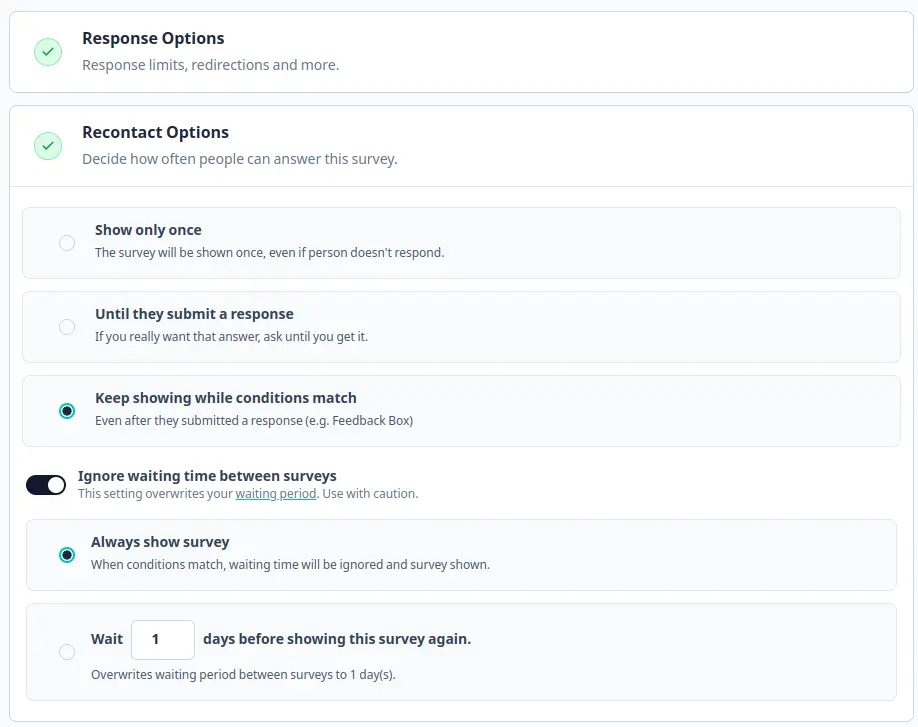 Response Options
Response limits, redirections and more.
Recontact Options
Decide how often people can answer this survey.
Show only once
The survey will be shown once, even if person doesn't respond.
Until they submit a response
If you really want that answer, ask until you get it.
Keep showing while conditions match
Even after they submitted a response (e.g. Feedback Box)
Ignore waiting time between surveys
This setting overwrites your waiting period. Use with caution.
Always show survey
When conditions match, waiting time will be ignored and survey shown.
Wait 1 days before showing this survey again.
Overwrites waiting period between surveys to 1 day(s).